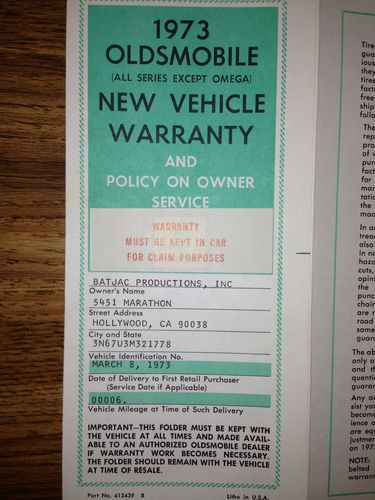 1973
OLDSMOBILE
(ALL SERIES EXCEPT OMEGA)
NEW VEHICLE
WARRANTY
AND
POLICY ON OWNER
SERVICE
WARRANTY
MUST BE KEPT IN CAR
FOR CLAIM PURPOSES
BATJAC PRODUCTIONS, INC
Owner's Name
5451 MARATHON
Street Address
HOLLYWOOD, CA 90038
City and State
3N67U3M321778
Vehicle Identification No.
MARCH 8, 1973
Date of Delivery to First Retail Purchaser
(Service Date if Applicable)
00006.
Vehicle Mileage at Time of Such Delivery
IMPORTANT—THIS FOLDER MUST BE KEPT WITH
THE VEHICLE AT ALL TIMES AND MADE AVAIL-
ABLE TO AN AUTHORIZED OLDSMOBILE DEALER
IF WARRANTY WORK BECOMES NECESSARY.
THE FOLDER SHOULD REMAIN WITH THE VEHICLE
AT TIME OF RESALE.
Part No. 413439 B
Litho in U.S.A.